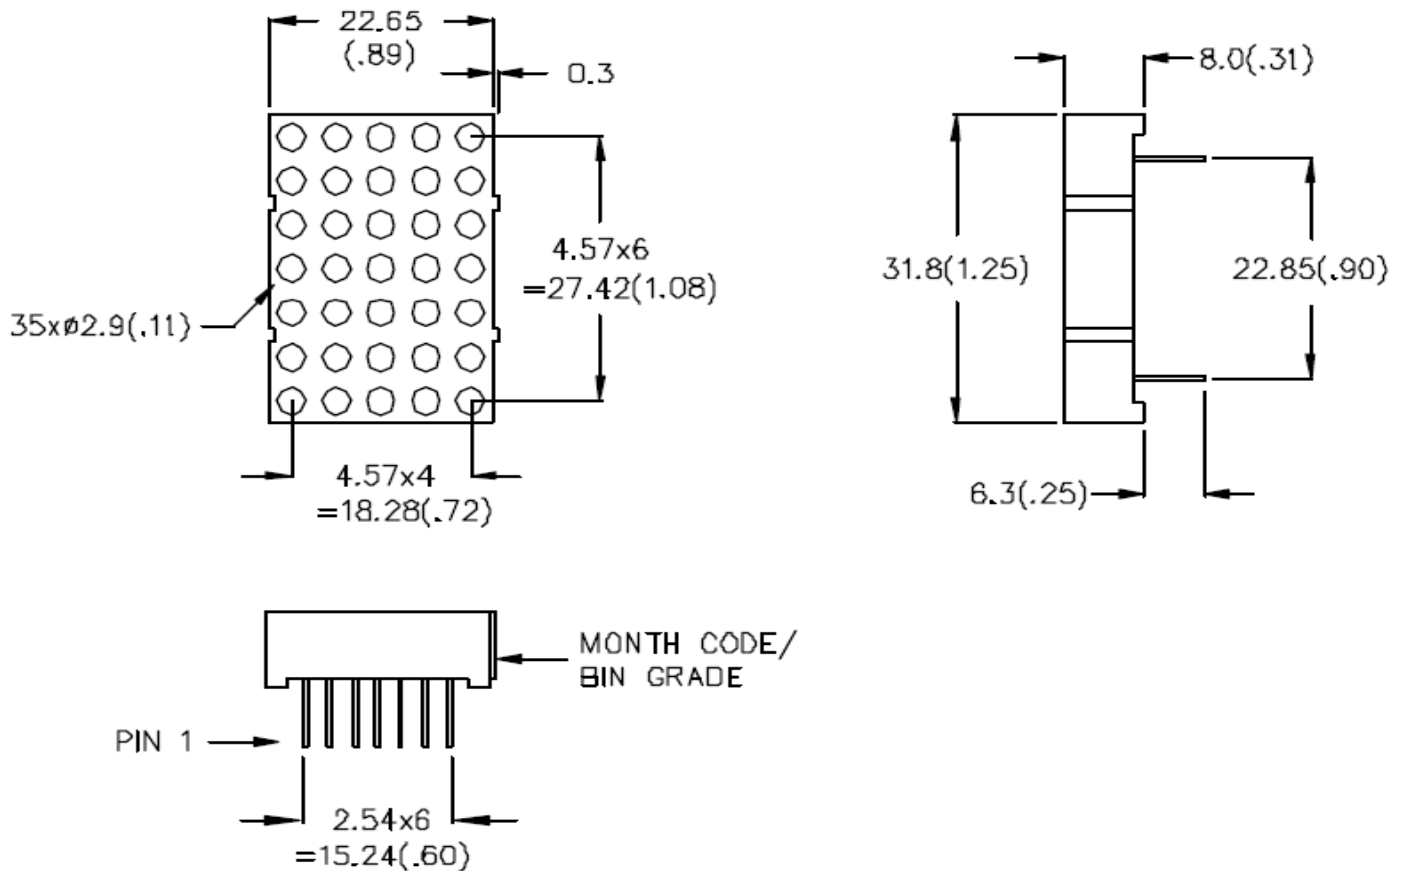 22.65
(.89)
0.3
8.0(.31)
4.57x6
=27.42(1.08)
31.8(1.25)
22.85(.90)
35xø2.9(.11)
4.57x4
=18.28(.72)
6.3(.25)
MONTH CODE/
BIN GRADE
PIN 1
2.54x6
=15.24(.60)